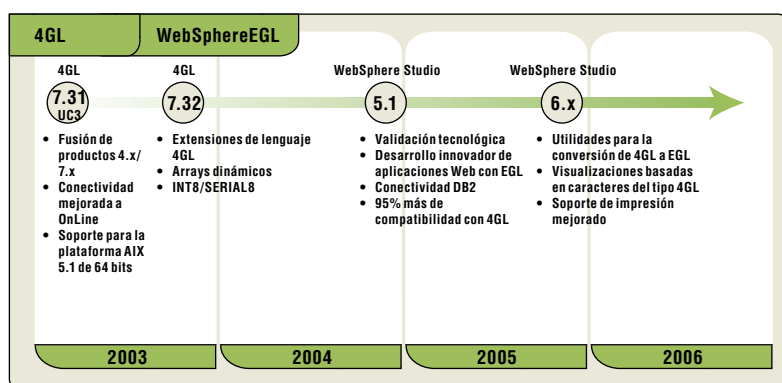 4GL
WebSphereEGL
4GL
7.31
UC3
• Fusión de
productos 4.x/
7.x
• Conectividad
mejorada a
OnLine
• Soporte para la
plataforma AIX
5.1 de 64 bits
4GL
7.32
• Extensiones de lenguaje
4GL
• Arrays dinámicos
• INT8/SERIAL8
WebSphere Studio
5.1
• Validación tecnológica
• Desarrollo innovador de
aplicaciones Web con EGL
• Conectividad DB2
• 95% más de
compatibilidad con 4GL
WebSphere Studio
6.x
• Utilidades para la
conversión de 4GL a EGL
• Visualizaciones basadas
en caracteres del tipo 4GL
• Soporte de impresión
mejorado
2003
2004
2005
2006